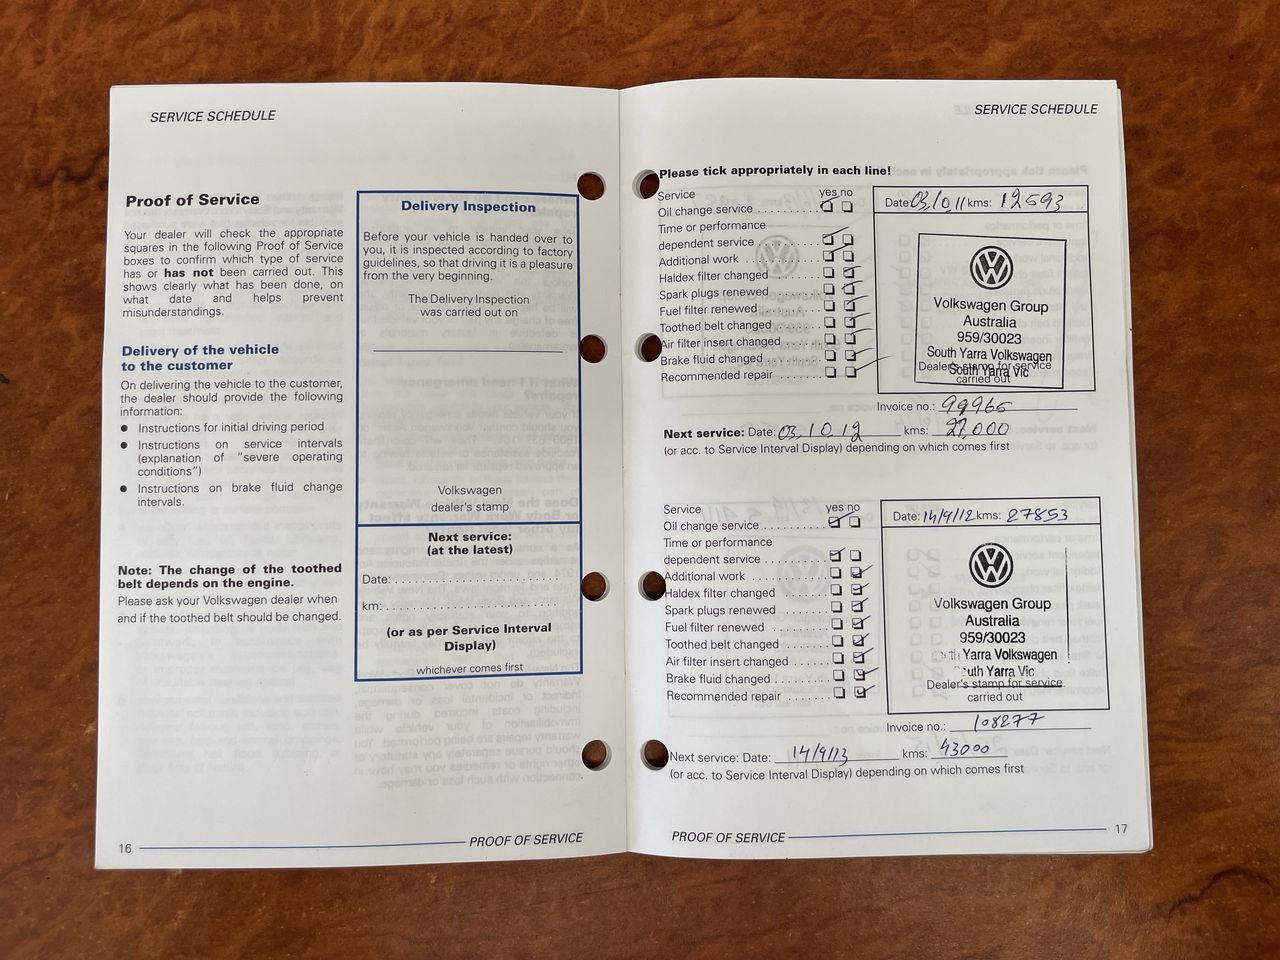 SERVICE SCHEDULE
Proof of Service
Your dealer will check the appropriate
squares in the following Proof of Service
boxes to confirm which type of service
has or has not been carried out. This
shows clearly what has been done, on
what date and helps prevent
misunderstandings.
Delivery of the vehicle
to the customer
On delivering the vehicle to the customer,
the dealer should provide the following
information:
● Instructions for initial driving period
● Instructions on service intervals
(explanation of “severe operating
conditions”)
● Instructions on brake fluid change
intervals.
Note: The change of the toothed
belt depends on the engine.
Please ask your Volkswagen dealer when
and if the toothed belt should be changed.
Delivery Inspection
Before your vehicle is handed over to
you, it is inspected according to factory
guidelines, so that driving it is a pleasure
from the very beginning.
The Delivery Inspection
was carried out on
Volkswagen
dealer's stamp
Next service:
(at the latest)
Date:
km:
(or as per Service Interval
Display)
whichever comes first
16 PROOF OF SERVICE
SERVICE SCHEDULE
Please tick appropriately in each line!
Service yes no
Oil change service
Time or performance
dependent service
Additional work
Haldex filter changed
Spark plugs renewed
Fuel filter renewed
Toothed belt changed
Air filter insert changed
Brake fluid changed
Recommended repair
Date: kms: 12593
Volkswagen Group
Australia
959/30023
South Yarra Volkswagen
South Yarra Vic
Dealer's stamp for service
carried out
Invoice no.: 99965
Next service: Date: 03.10.12 kms: 27,000
(or acc. to Service Interval Display) depending on which comes first
Service yes no
Oil change service
Time or performance
dependent service
Additional work
Haldex filter changed
Spark plugs renewed
Fuel filter renewed
Toothed belt changed
Air filter insert changed
Brake fluid changed
Recommended repair
Date: 14/9/12 kms: 27853
Volkswagen Group
Australia
959/30023
Yarra Volkswagen
Yarra Vic
Dealer's stamp for service
carried out
Invoice no.: 108277
Next service: Date: 14/9/13 kms: 43000
(or acc. to Service Interval Display) depending on which comes first
PROOF OF SERVICE 17